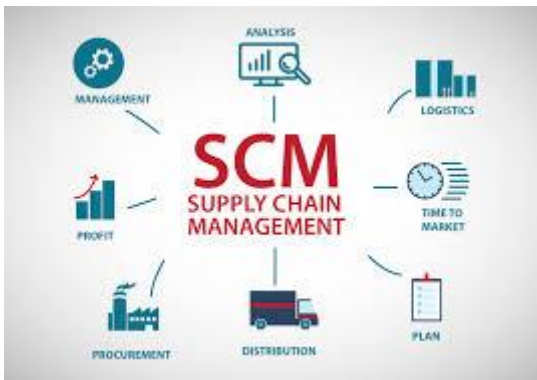 ANALYSIS
MANAGEMENT
LOGISTICS
SCM
SUPPLY CHAIN
MANAGEMENT
PROFIT
TIME TO
MARKET
PROCUREMENT
DISTRIBUTION
PLAN